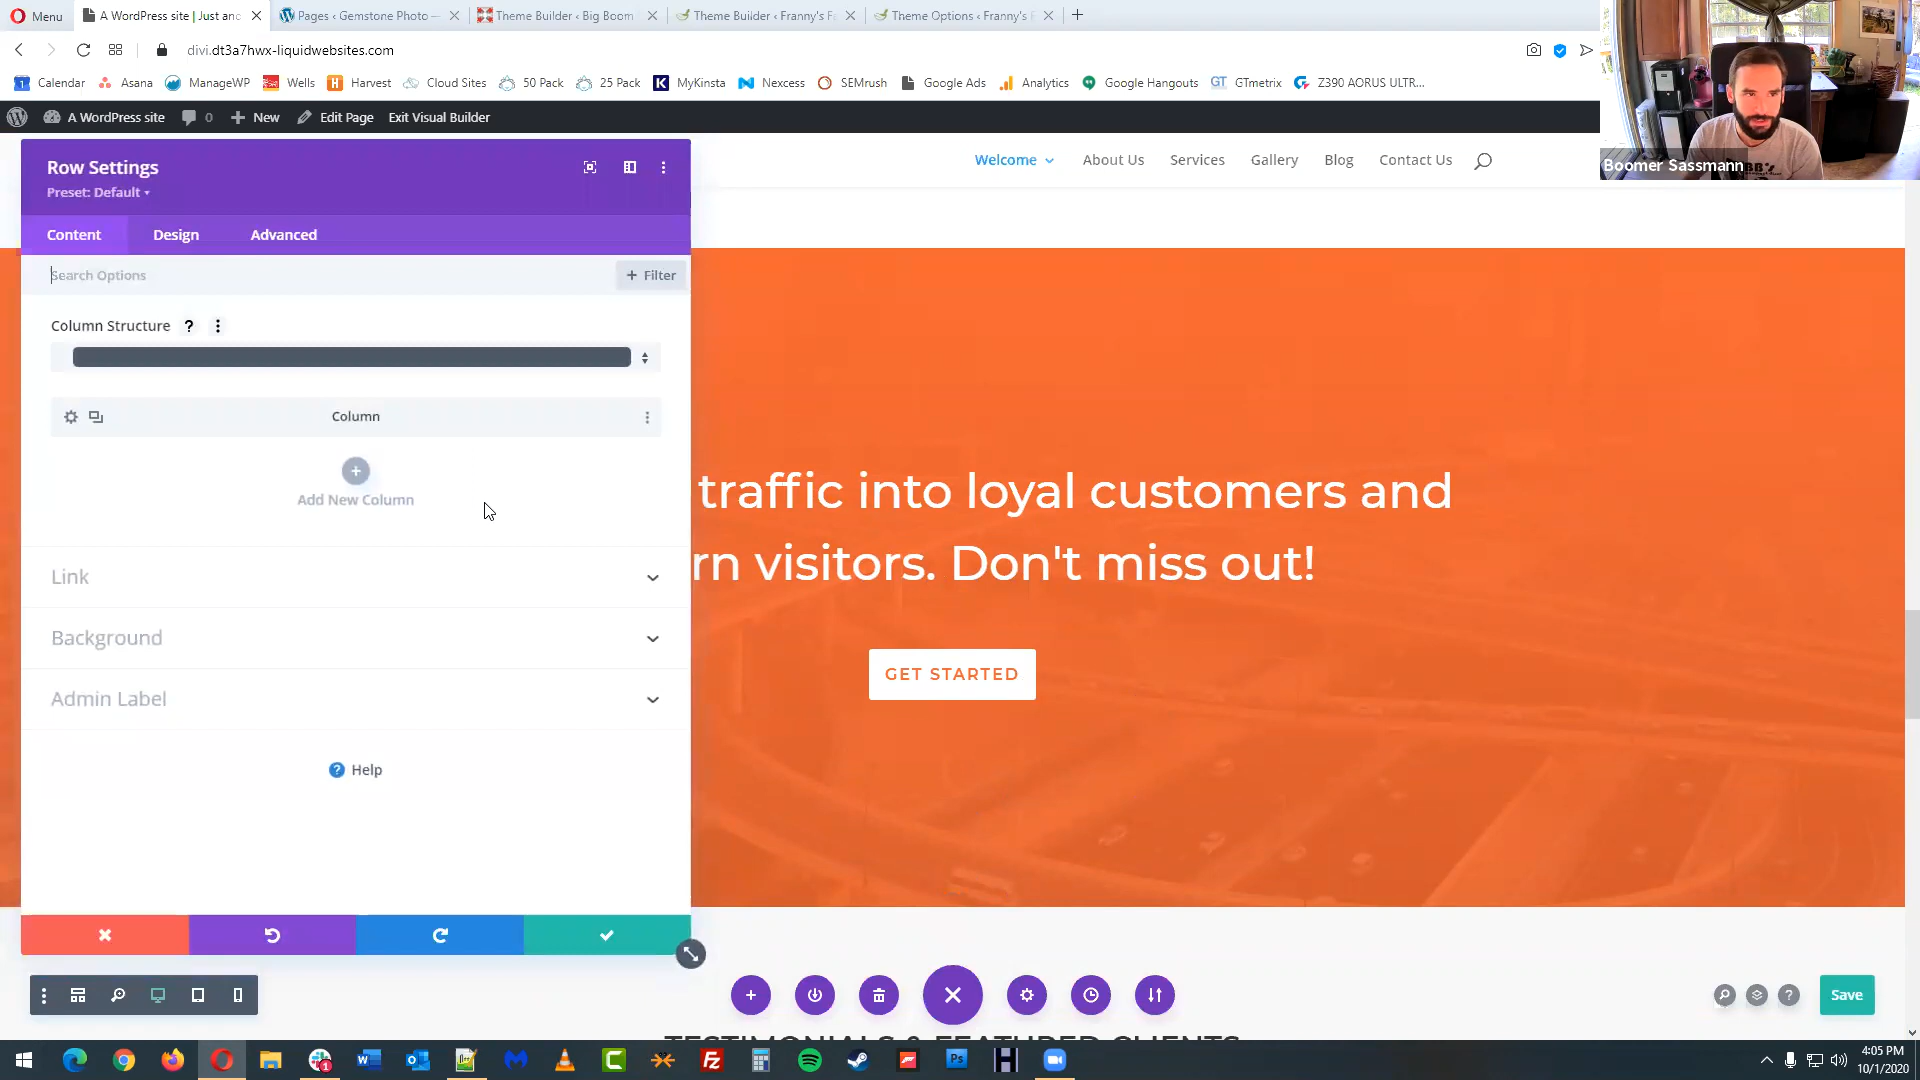 Menu
A WordPress site | Just and
Pages ‹ Gemstone Photo —
Theme Builder ‹ Big Boom
Theme Builder ‹ Franny's F
Theme Options ‹ Franny's F
divi.dt3a7hwx-liquidwebsites.com
Calendar
Asana
ManageWP
Wells
Harvest
Cloud Sites
50 Pack
25 Pack
MyKinsta
Nexcess
SEMrush
Google Ads
Analytics
Google Hangouts
GTmetrix
Z390 AORUS ULTR...
A WordPress site
0
New
Edit Page
Exit Visual Builder
Boomer Sassmann
Row Settings
Preset: Default
Welcome
About Us
Services
Gallery
Blog
Contact Us
Content
Design
Advanced
Search Options
+ Filter
Column Structure ?
Column
Add New Column
traffic into loyal customers and
rn visitors. Don't miss out!
GET STARTED
Link
Background
Admin Label
? Help
Save
TESTIMONIALS & FEATURED CLIENTS
4:05 PM
10/1/2020